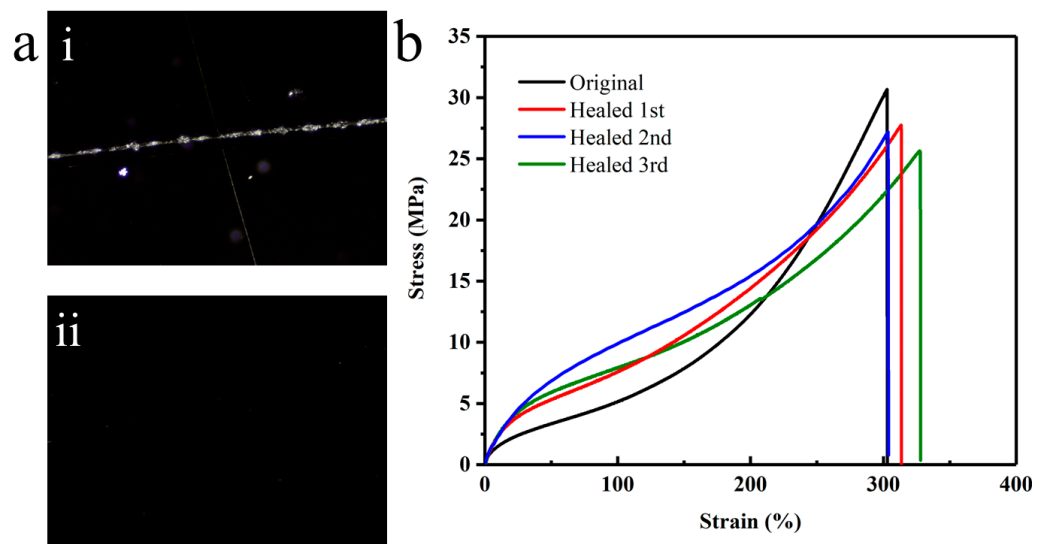 a
i
ii
b
35
30
25
20
15
10
5
0
Stress (MPa)
Original
Healed 1st
Healed 2nd
Healed 3rd
0 100 200 300 400
Strain (%)